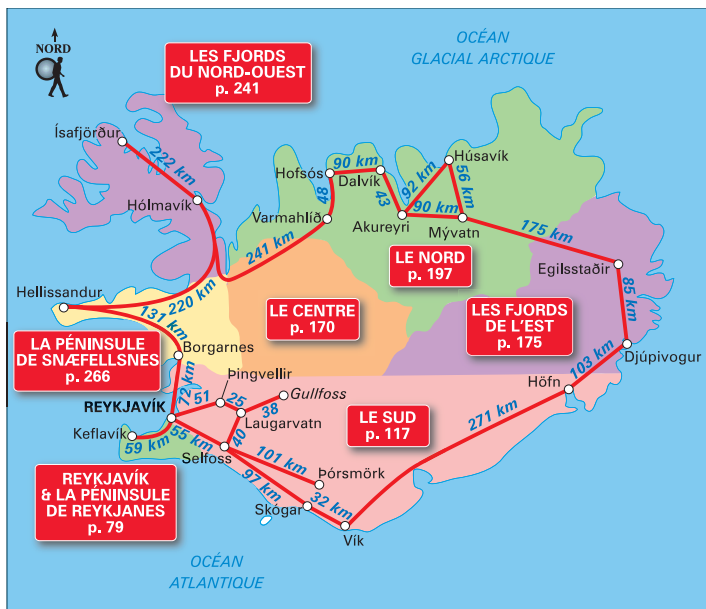 NORD
OCÉAN
GLACIAL ARCTIQUE
LES FJORDS
DU NORD-OUEST
p. 241
Ísafjörður
222 km
Hólmavík
Hofsós
90 km
Dalvík
48
43
Varmahlíð
241 km
Akureyri
92 km
Húsavík
56 km
90 km
Mývatn
175 km
Egilsstaðir
85 km
LE NORD
p. 197
Hellissandur
220 km
131 km
LE CENTRE
p. 170
LES FJORDS
DE L'EST
p. 175
LA PÉNINSULE
DE SNÆFELLSNES
p. 266
Borgarnes
72 km
Djúpivogur
103 km
Höfn
271 km
Þingvellir
Gullfoss
51
25
38
REYKJAVÍK
Laugarvatn
LE SUD
p. 117
Keflavík
59 km
55 km
40
Selfoss
101 km
Þórsmörk
97 km
32 km
Skógar
Vík
REYKJAVÍK
& LA PÉNINSULE
DE REYKJANES
p. 79
OCÉAN
ATLANTIQUE